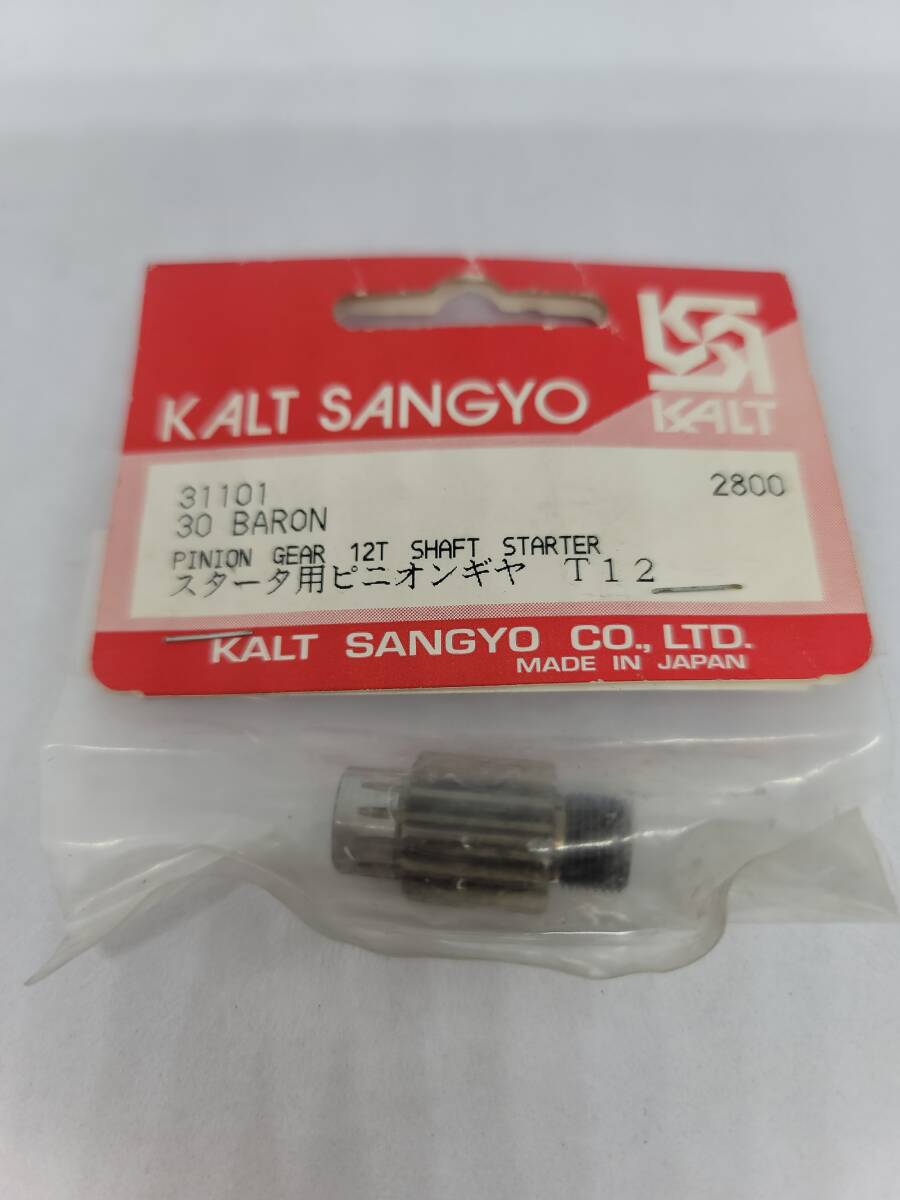 KALT SANGYO
KALT
31101 2800
30 BARON
PINION GEAR 12T SHAFT STARTER
スタータ用ピニオンギヤ T12
KALT SANGYO CO., LTD.
MADE IN JAPAN